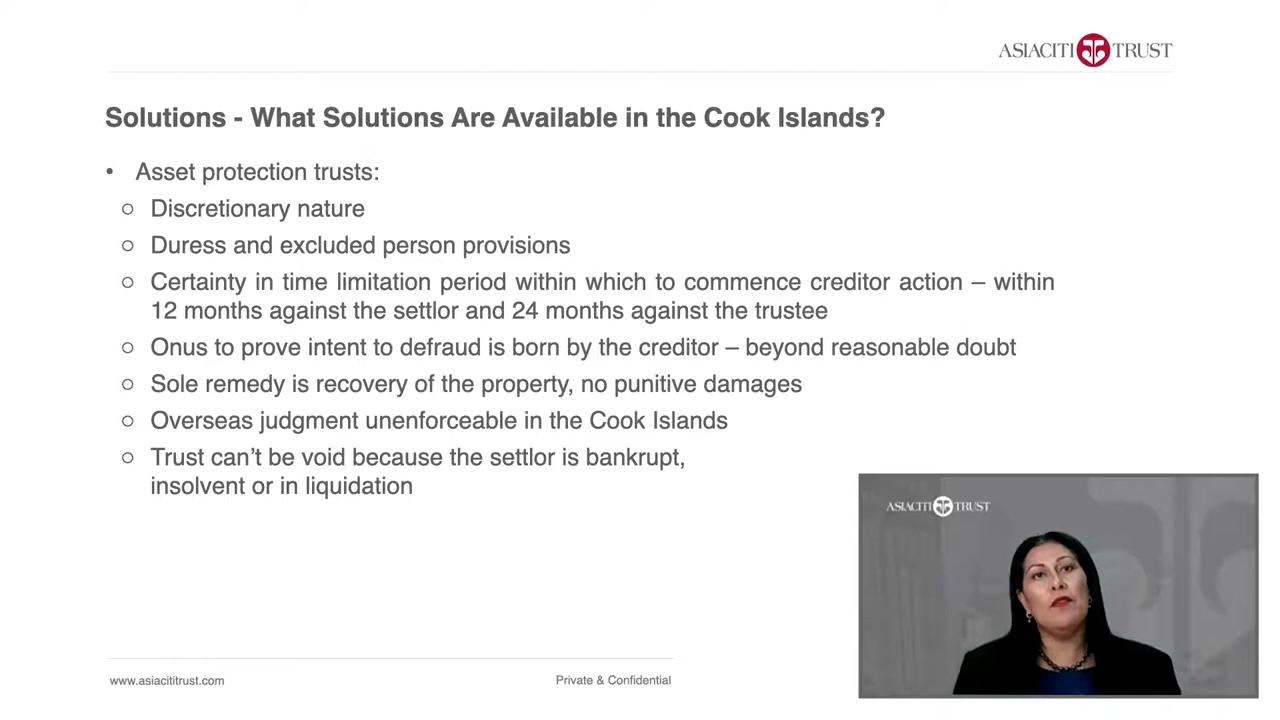 ASIACITI TRUST
Solutions - What Solutions Are Available in the Cook Islands?
• Asset protection trusts:
○ Discretionary nature
○ Duress and excluded person provisions
○ Certainty in time limitation period within which to commence creditor action – within
12 months against the settlor and 24 months against the trustee
○ Onus to prove intent to defraud is born by the creditor – beyond reasonable doubt
○ Sole remedy is recovery of the property, no punitive damages
○ Overseas judgment unenforceable in the Cook Islands
○ Trust can’t be void because the settlor is bankrupt,
insolvent or in liquidation
ASIACITI TRUST
www.asiacititrust.com
Private & Confidential